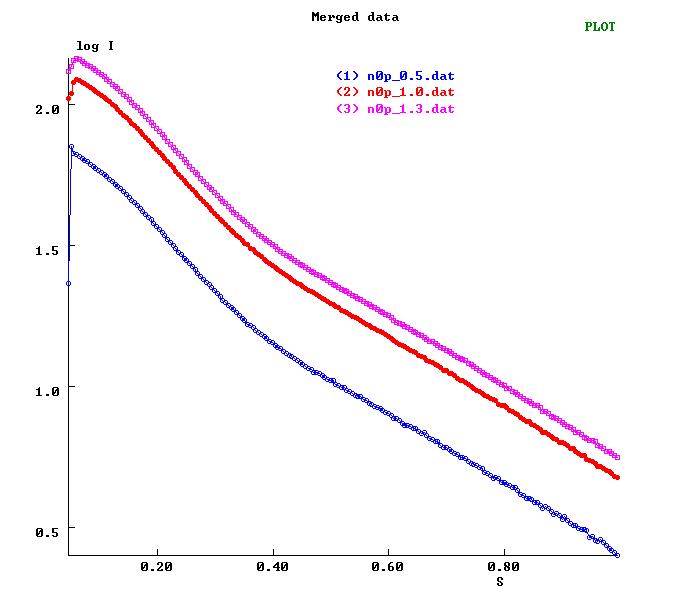 Merged data
PLOT
log I
(1) n0p_0.5.dat
(2) n0p_1.0.dat
(3) n0p_1.3.dat
2.0
1.5
1.0
0.5
0.20 0.40 0.60 0.80
S